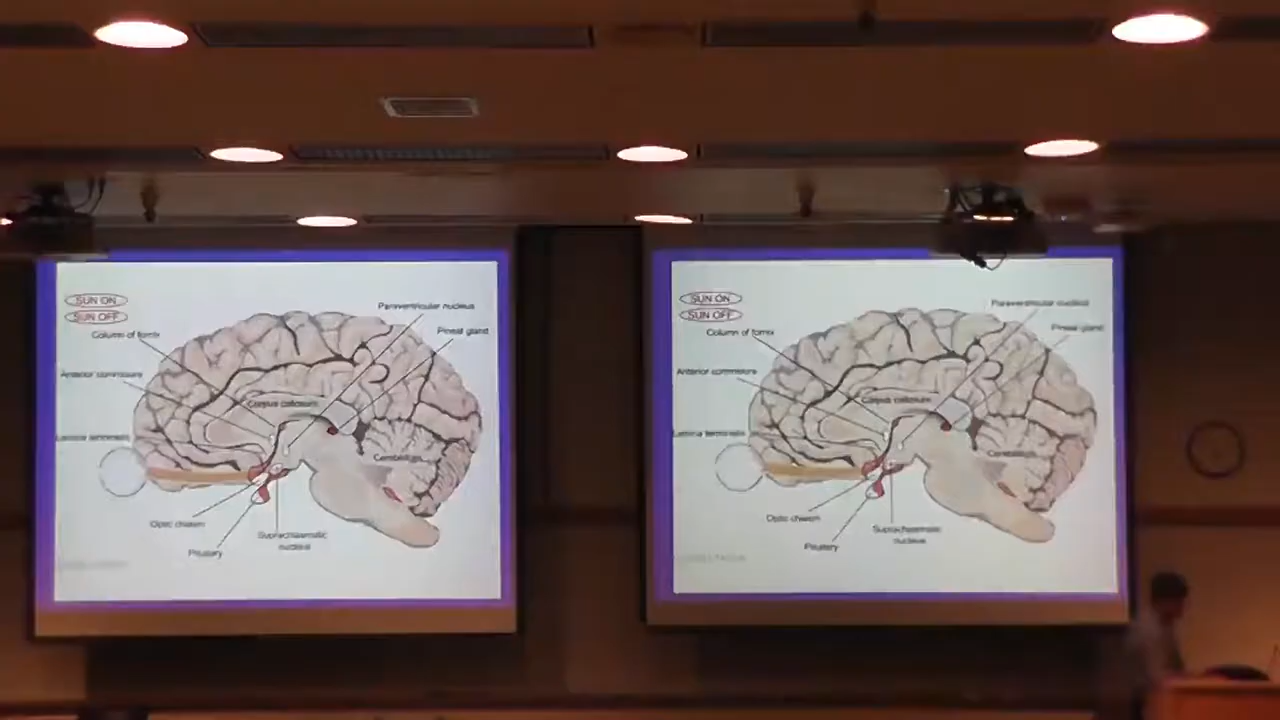 SUN ON
SUN OFF
Paraventricular nucleus
Pineal gland
Column of fornix
Anterior commissure
Corpus callosum
Lamina terminalis
Cerebellum
Optic chiasm
Suprachiasmatic
nucleus
Pituitary
SUN ON
SUN OFF
Paraventricular nucleus
Pineal gland
Column of fornix
Anterior commissure
Corpus callosum
Lamina terminalis
Cerebellum
Optic chiasm
Suprachiasmatic
nucleus
Pituitary